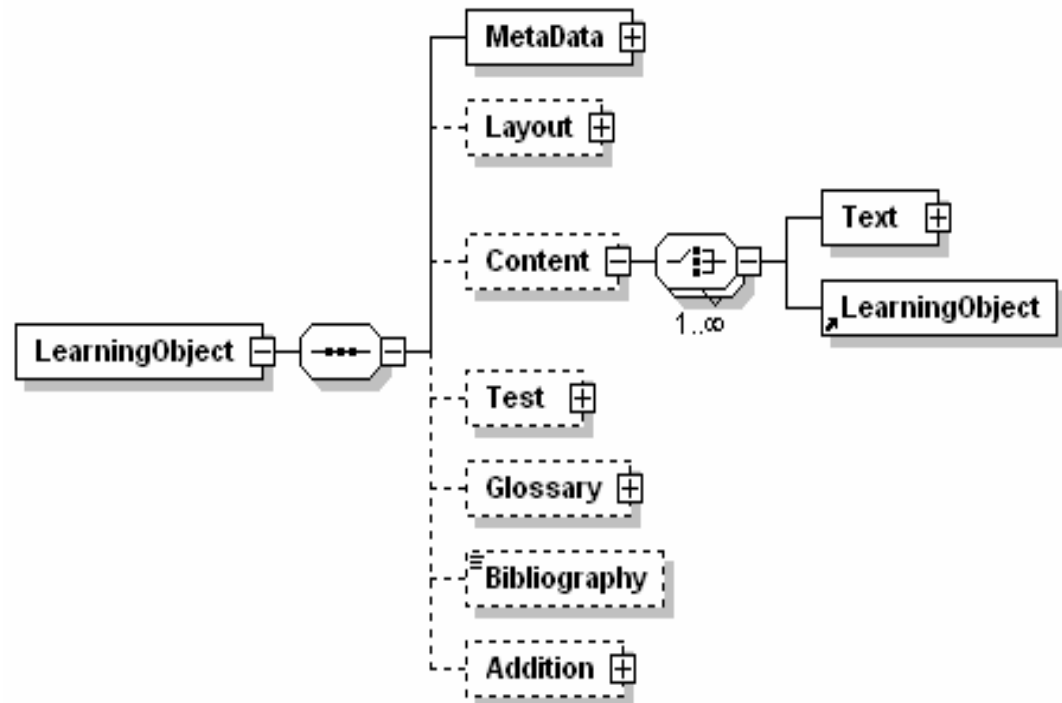 MetaData
Layout
Content
Text
LearningObject
1..∞
LearningObject
Test
Glossary
Bibliography
Addition